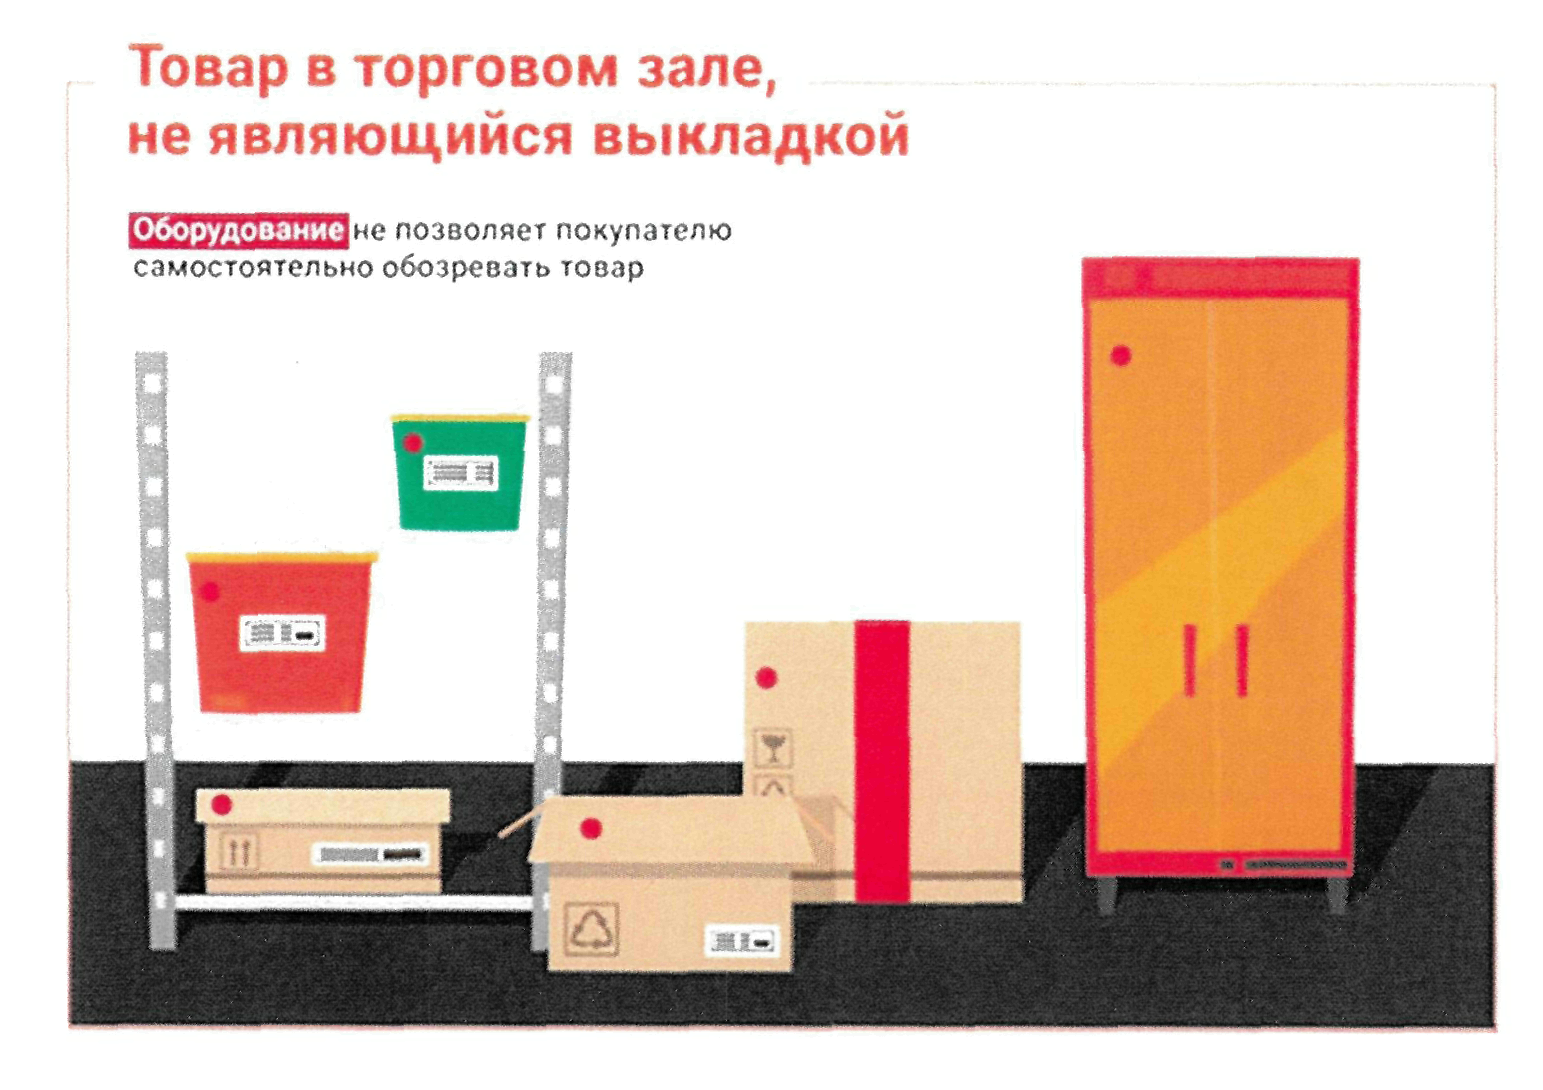 Товар в торговом зале,
не являющийся выкладкой
Оборудование не позволяет покупателю
самостоятельно обозревать товар